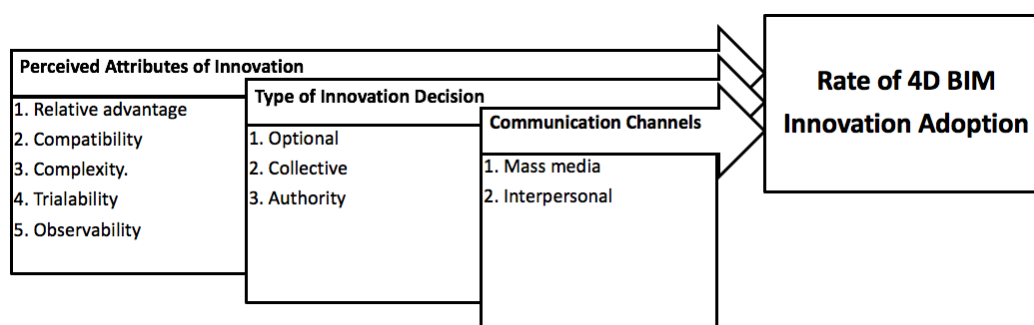 Perceived Attributes of Innovation
1. Relative advantage
2. Compatibility
3. Complexity.
4. Trialability
5. Observability
Type of Innovation Decision
1. Optional
2. Collective
3. Authority
Communication Channels
1. Mass media
2. Interpersonal
Rate of 4D BIM
Innovation Adoption